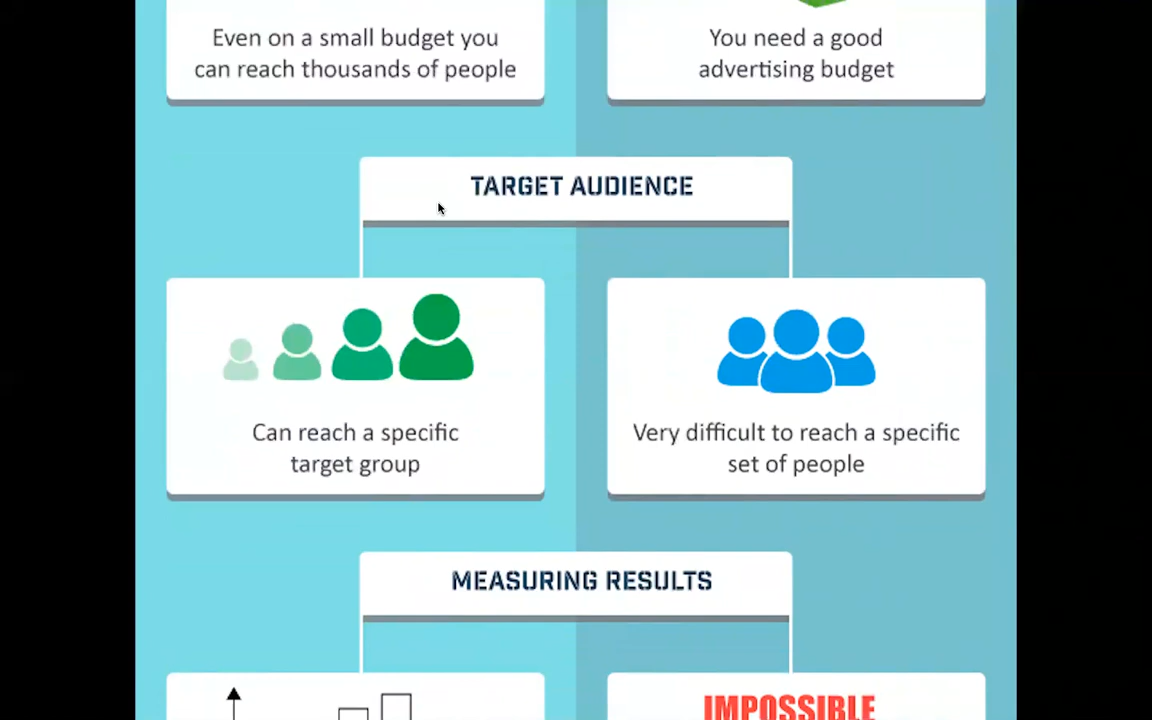 Even on a small budget you
can reach thousands of people
You need a good
advertising budget
TARGET AUDIENCE
Can reach a specific
target group
Very difficult to reach a specific
set of people
MEASURING RESULTS
IMPOSSIBLE